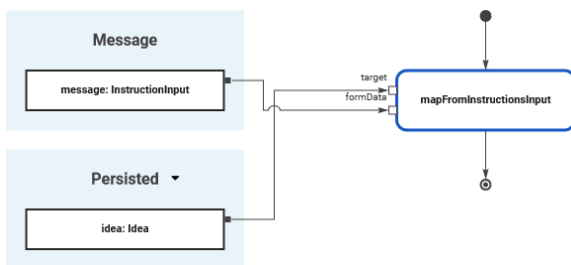 Message
message: InstructionInput
target
formData
mapFromInstructionsInput
Persisted
idea: Idea